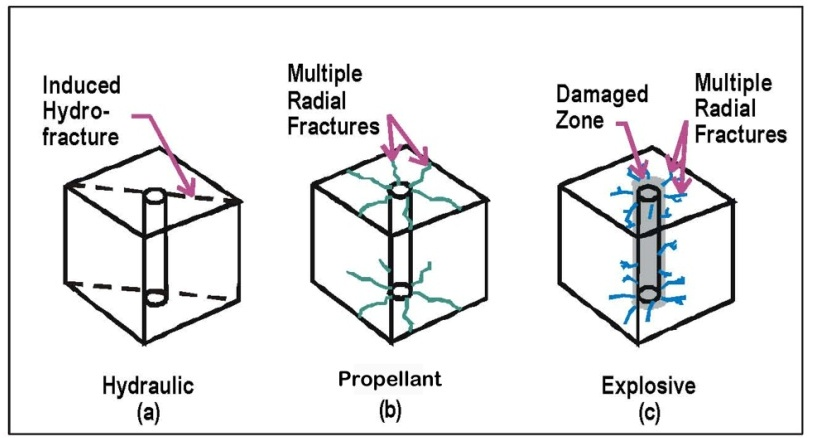 Induced
Hydro-
fracture
Multiple
Radial
Fractures
Damaged
Zone
Multiple
Radial
Fractures
Hydraulic
(a)
Propellant
(b)
Explosive
(c)